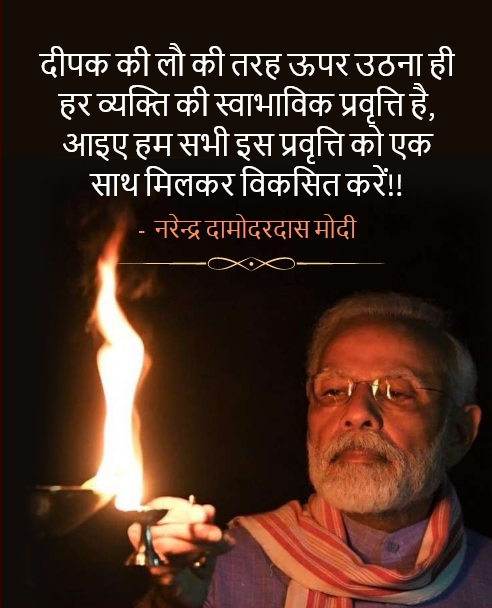 दीपक की लौ की तरह ऊपर उठना ही
हर व्यक्ति की स्वाभाविक प्रवृत्ति है,
आइए हम सभी इस प्रवृत्ति को एक
साथ मिलकर विकसित करें!!
- नरेन्द्र दामोदरदास मोदी